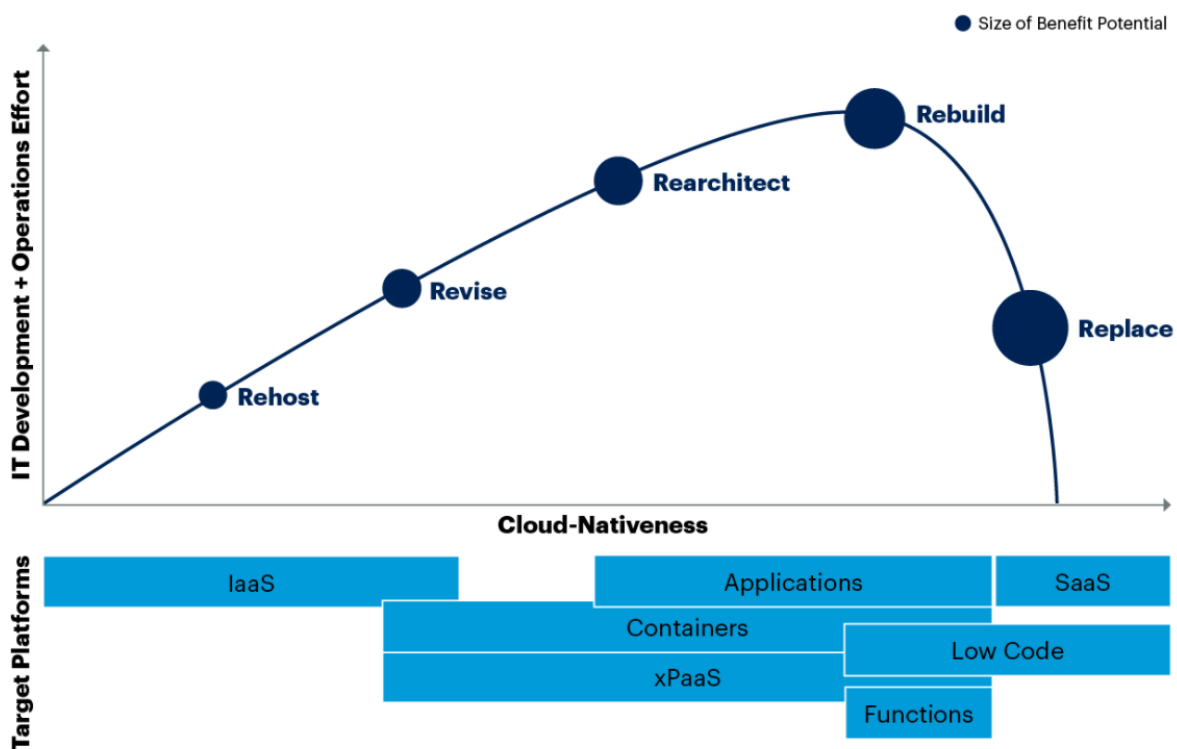 Size of Benefit Potential
IT Development + Operations Effort
Rebuild
Rearchitect
Revise
Replace
Rehost
Cloud-Nativeness
Target Platforms
IaaS
Applications
SaaS
Containers
Low Code
xPaaS
Functions